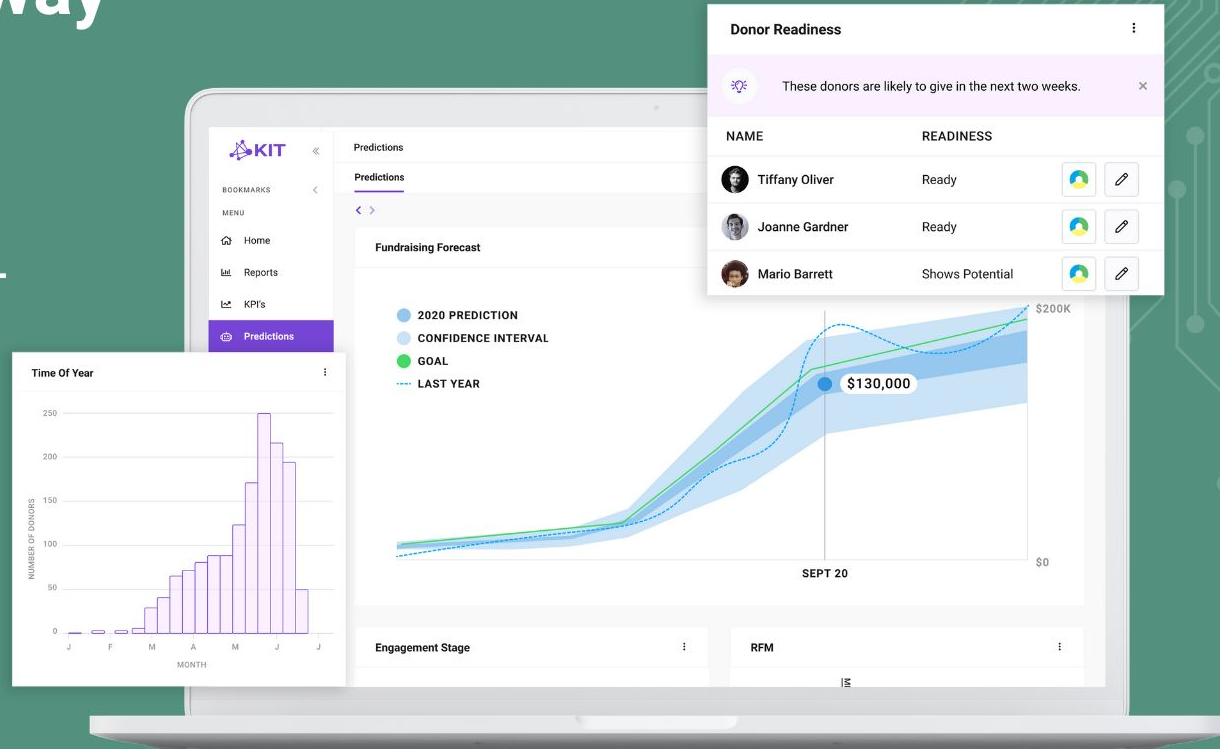 Donor Readiness
These donors are likely to give in the next two weeks.
NAME READINESS
Tiffany Oliver Ready
Joanne Gardner Ready
Mario Barrett Shows Potential
KIT
BOOKMARKS
MENU
Home
Reports
KPI's
Predictions
Predictions
Predictions
Fundraising Forecast
2020 PREDICTION
CONFIDENCE INTERVAL
GOAL
LAST YEAR
$200K
$130,000
$0
SEPT 20
Time Of Year
NUMBER OF DONORS
250
200
150
100
50
0
J F M A M J J
MONTH
Engagement Stage
RFM